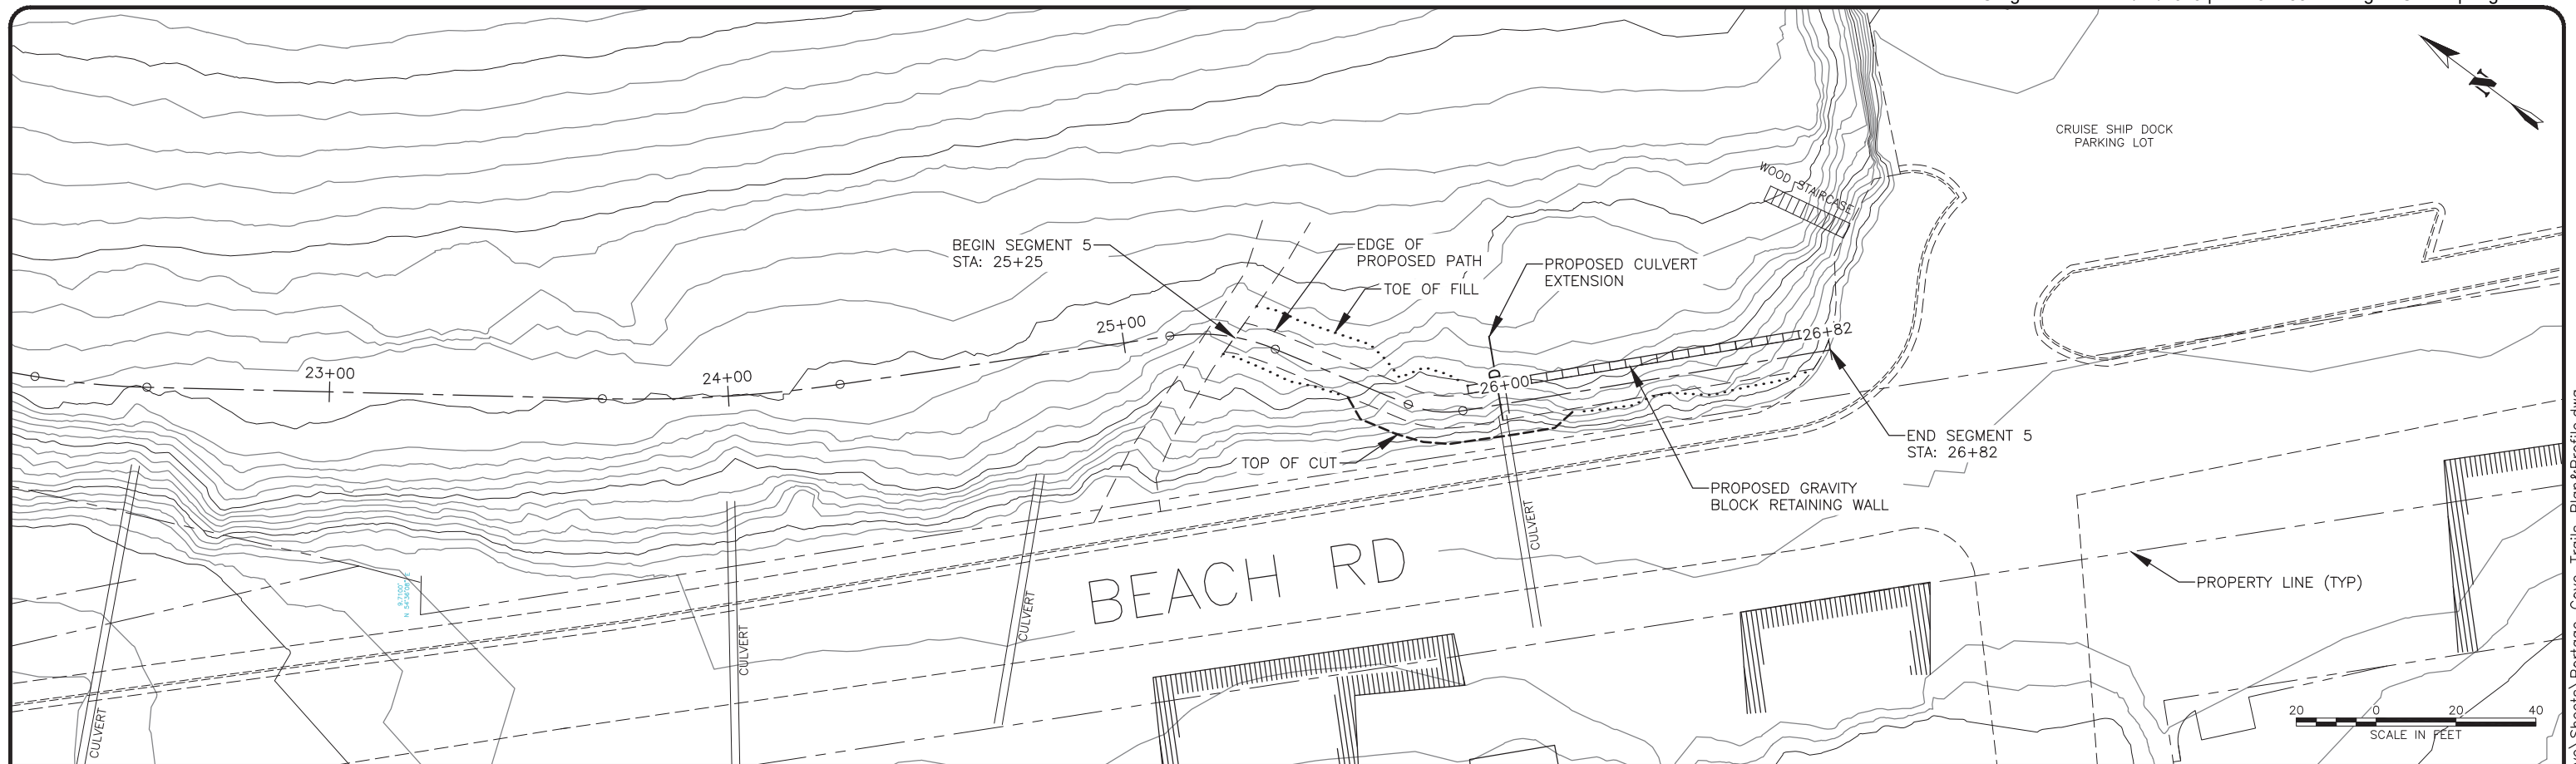 N
CRUISE SHIP DOCK
PARKING LOT
WOOD STAIRCASE
BEGIN SEGMENT 5
STA: 25+25
EDGE OF
PROPOSED PATH
TOE OF FILL
PROPOSED CULVERT
EXTENSION
23+00
24+00
25+00
26+00
D
26+82
TOP OF CUT
END SEGMENT 5
STA: 26+82
PROPOSED GRAVITY
BLOCK RETAINING WALL
BEACH RD
PROPERTY LINE (TYP)
CULVERT
CULVERT
CULVERT
CULVERT
20 0 20 40
SCALE IN FEET